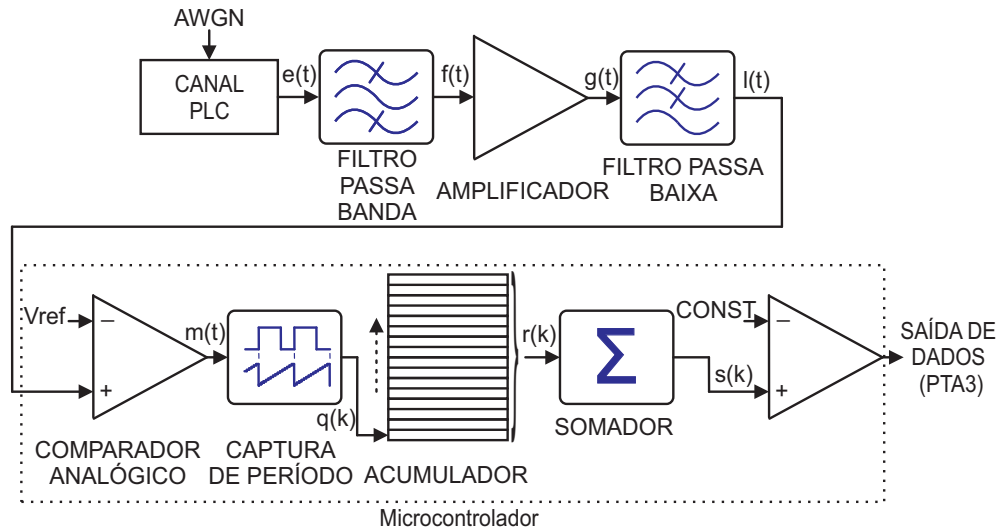 AWGN
CANAL
PLC
e(t)
f(t)
g(t)
l(t)
FILTRO
PASSA
BANDA
AMPLIFICADOR
FILTRO PASSA
BAIXA
Vref
−
+
m(t)
q(k)
r(k)
Σ
s(k)
CONST
−
+
SAÍDA DE
DADOS
(PTA3)
COMPARADOR
ANALÓGICO
CAPTURA
DE PERÍODO
ACUMULADOR
SOMADOR
Microcontrolador